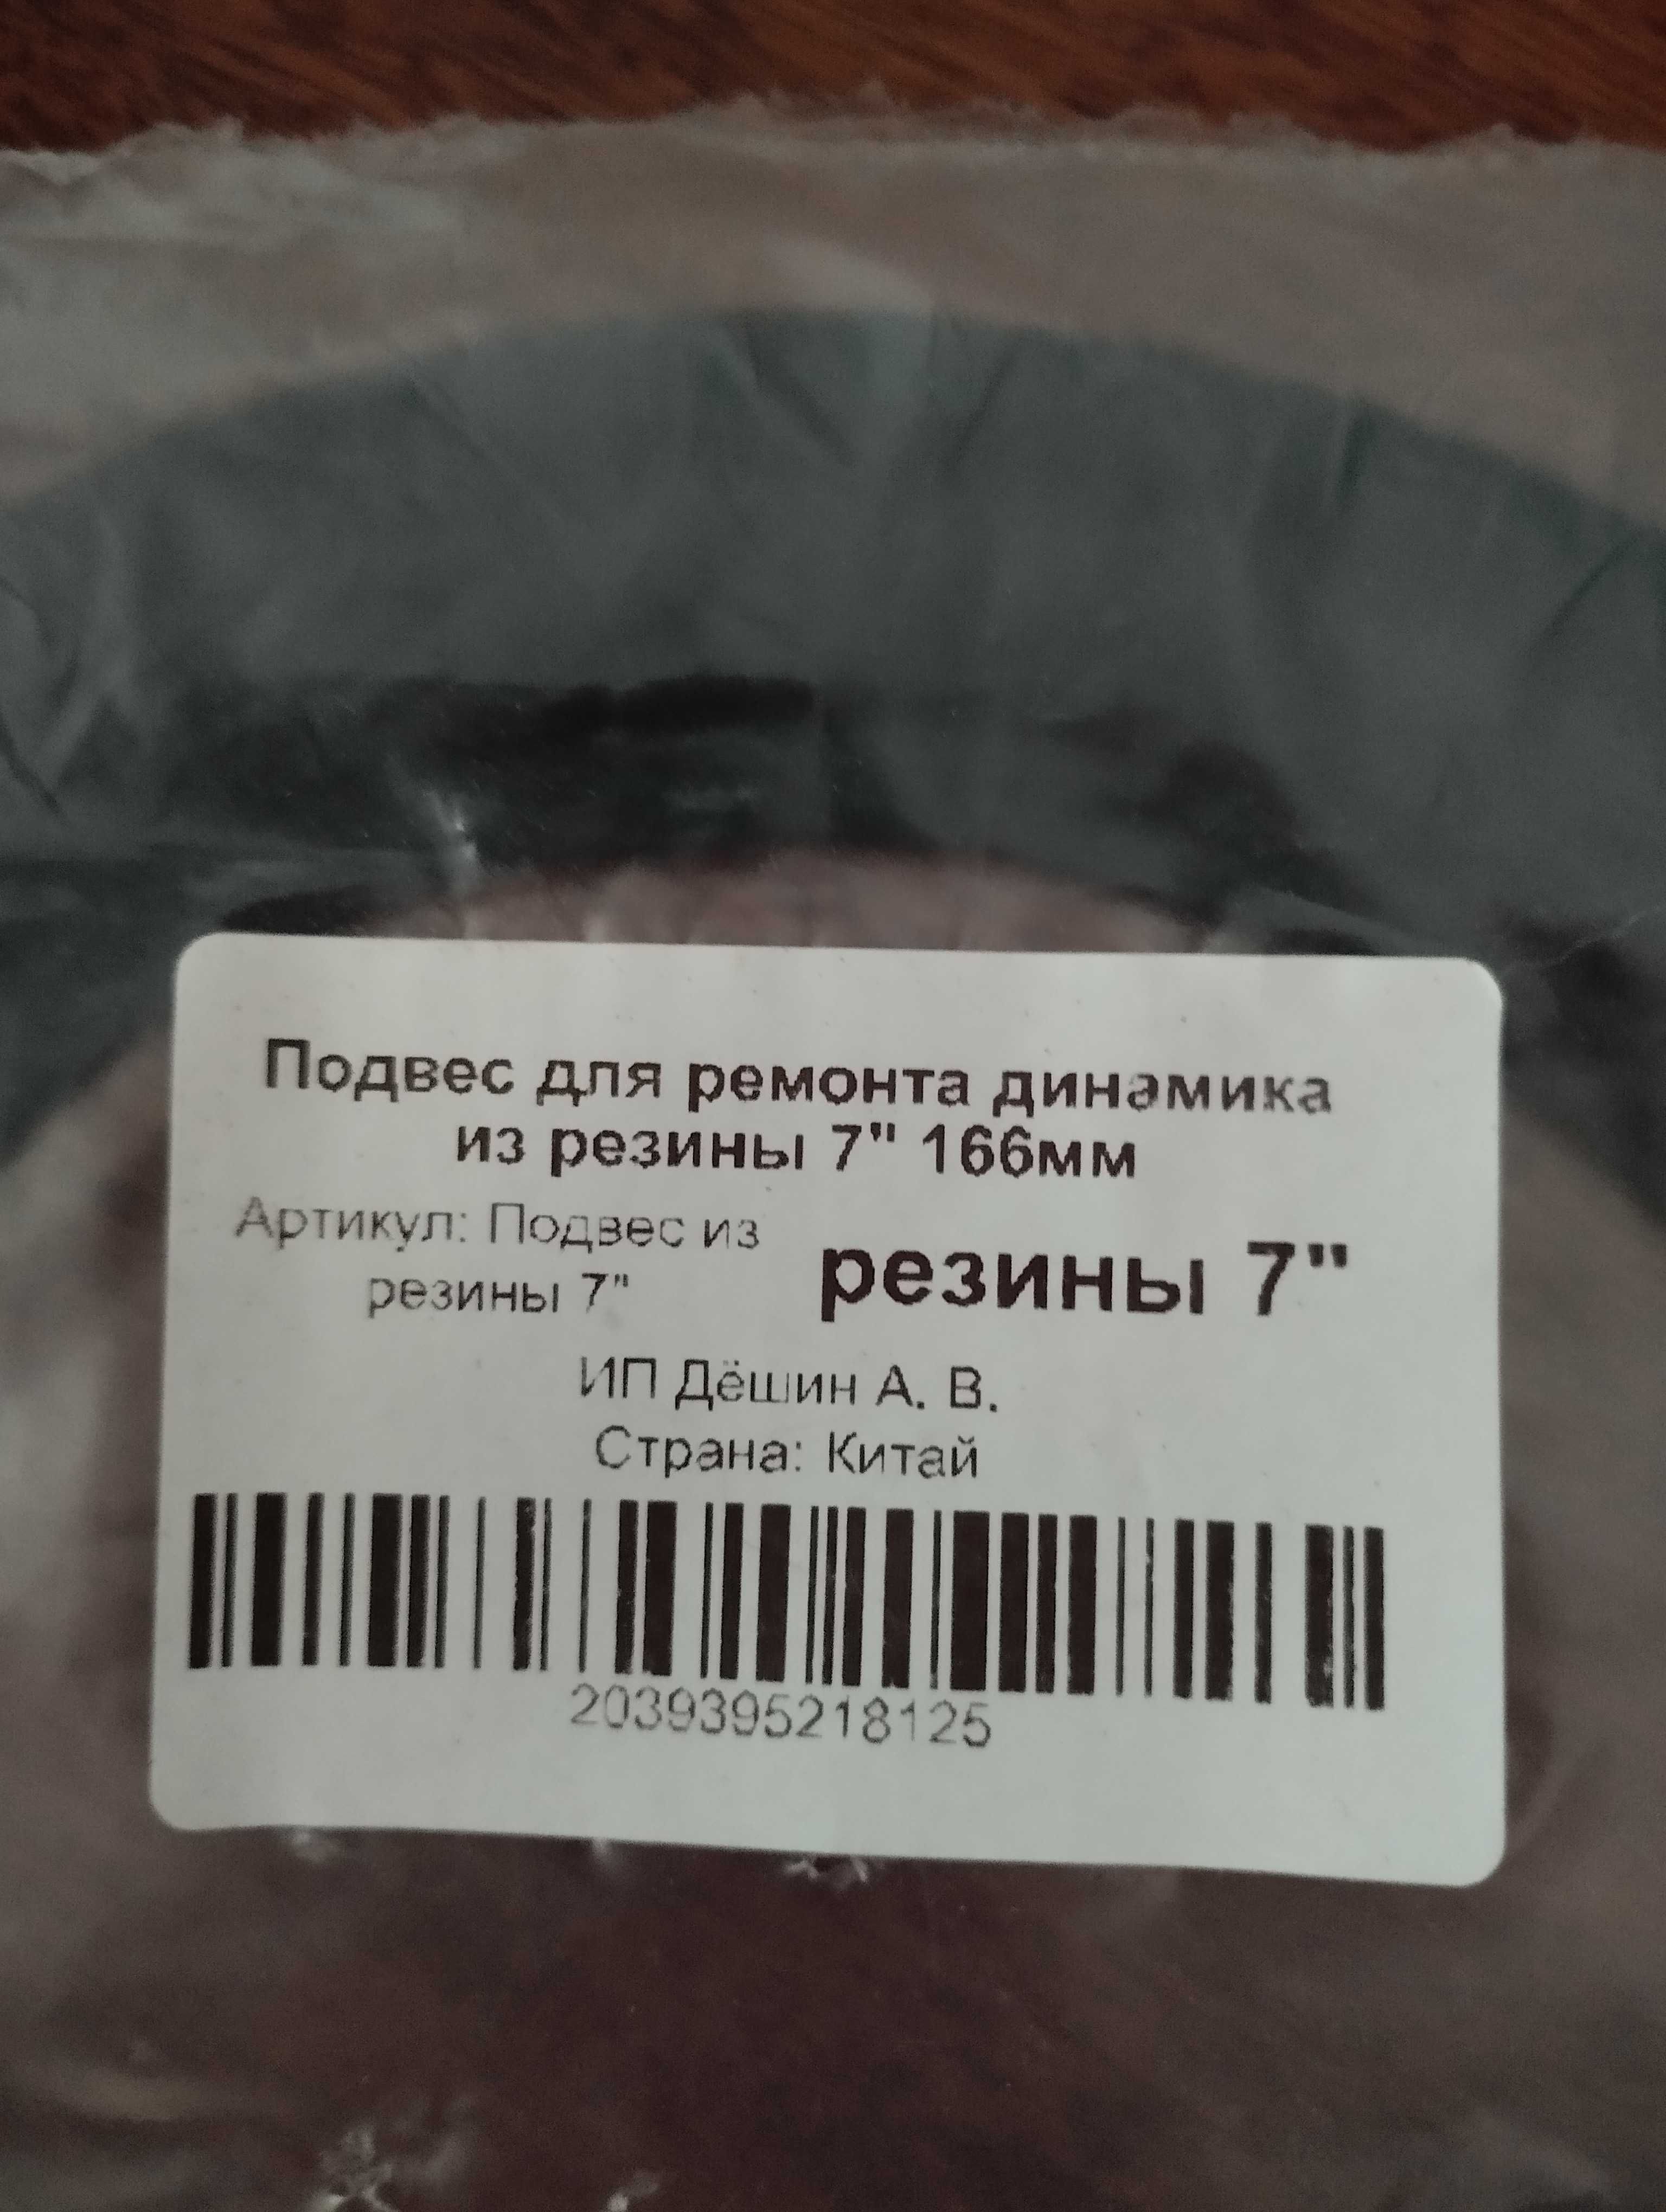 Подвес для ремонта динамика
из резины 7" 166мм
Артикул: Подвес из
резины 7"
резины 7"
ИП Дёшин А. В.
Страна: Китай
2039395218125